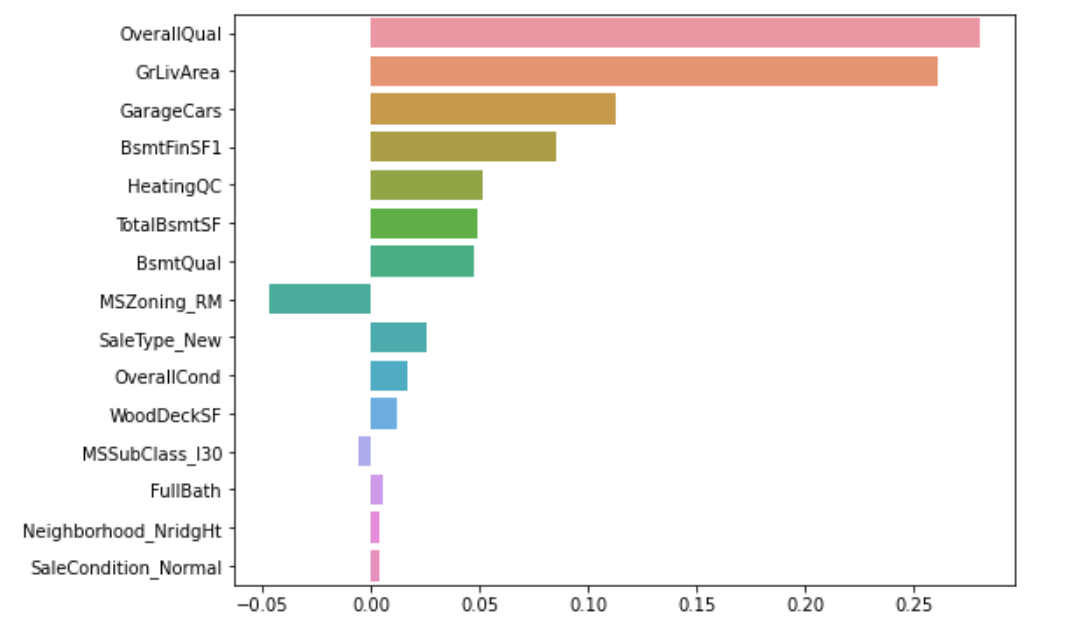 OverallQual
GrLivArea
GarageCars
BsmtFinSF1
HeatingQC
TotalBsmtSF
BsmtQual
MSZoning_RM
SaleType_New
OverallCond
WoodDeckSF
MSSubClass_I30
FullBath
Neighborhood_NridgHt
SaleCondition_Normal
−0.05 0.00 0.05 0.10 0.15 0.20 0.25